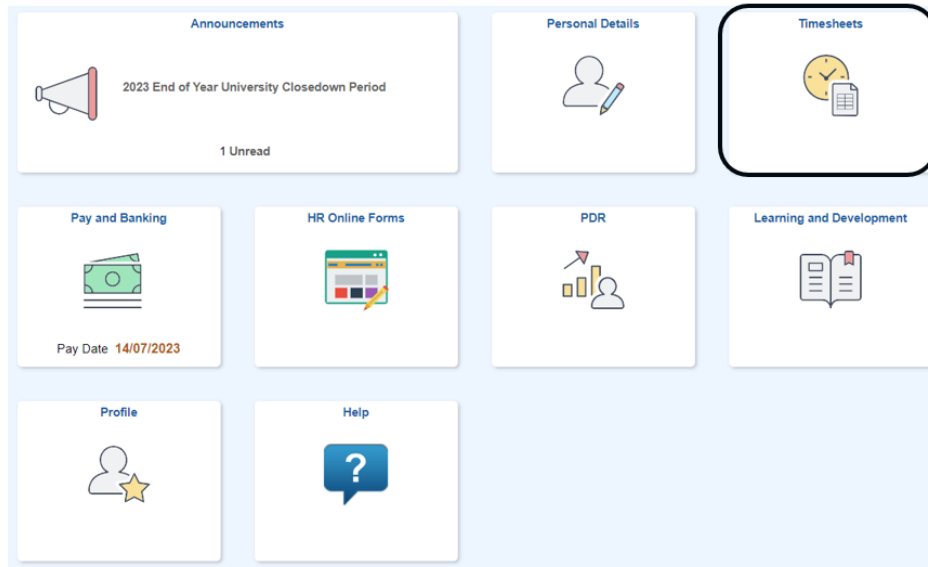 Announcements
2023 End of Year University Closedown Period
1 Unread
Personal Details
Timesheets
Pay and Banking
Pay Date 14/07/2023
HR Online Forms
PDR
Learning and Development
Profile
Help
?